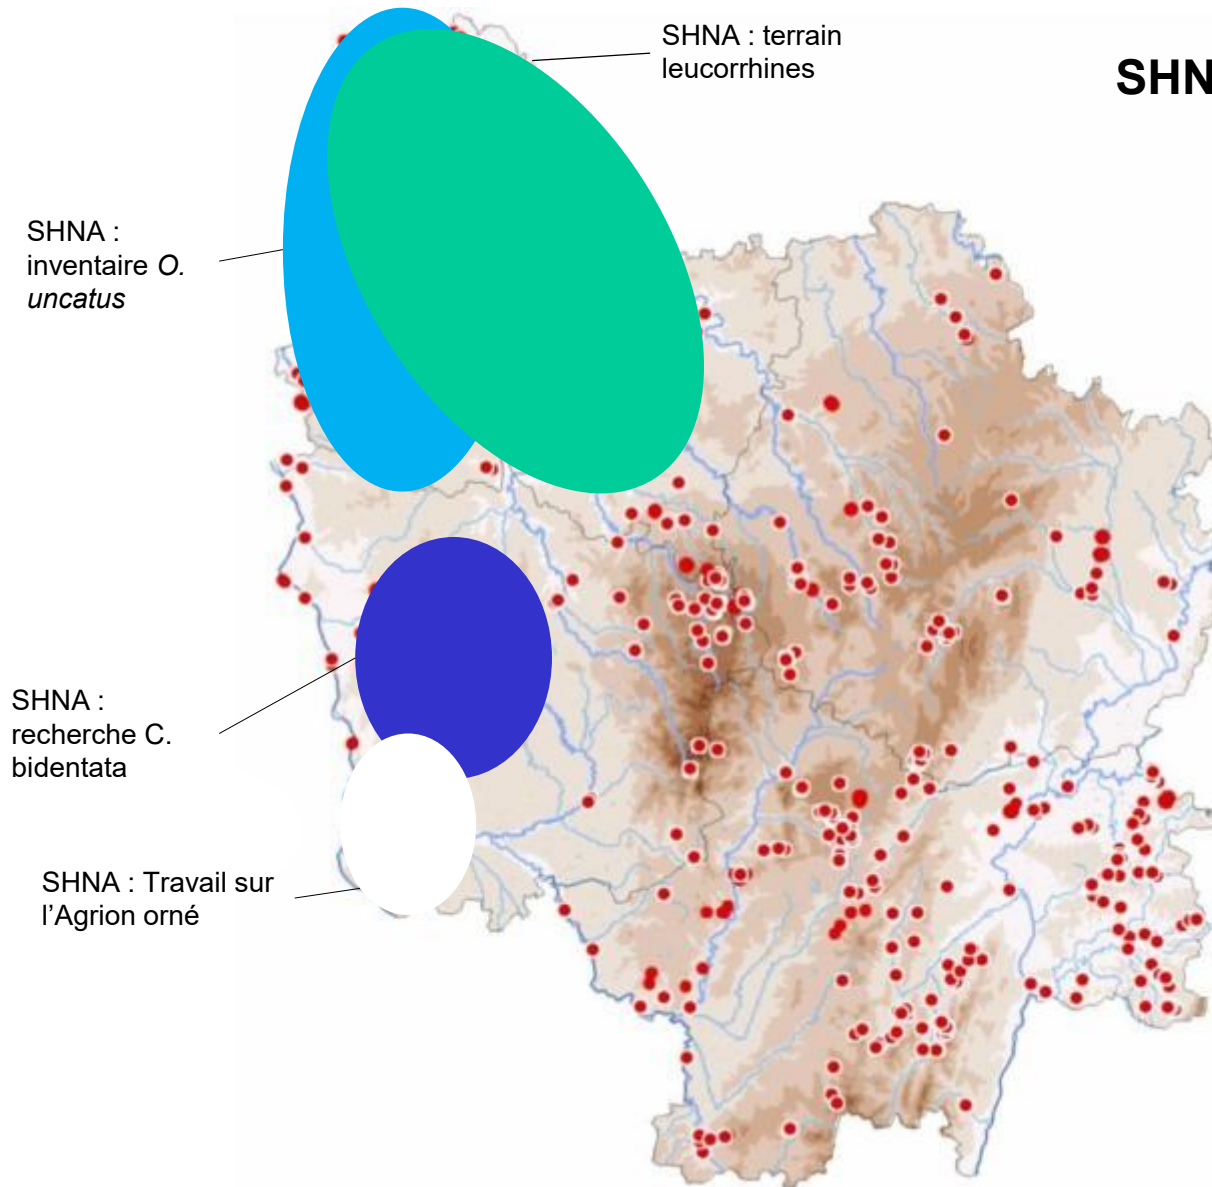 SHNA : terrain
leucorrhines
SHN
SHNA :
inventaire O.
uncatus
SHNA :
recherche C.
bidentata
SHNA : Travail sur
l’Agrion orné